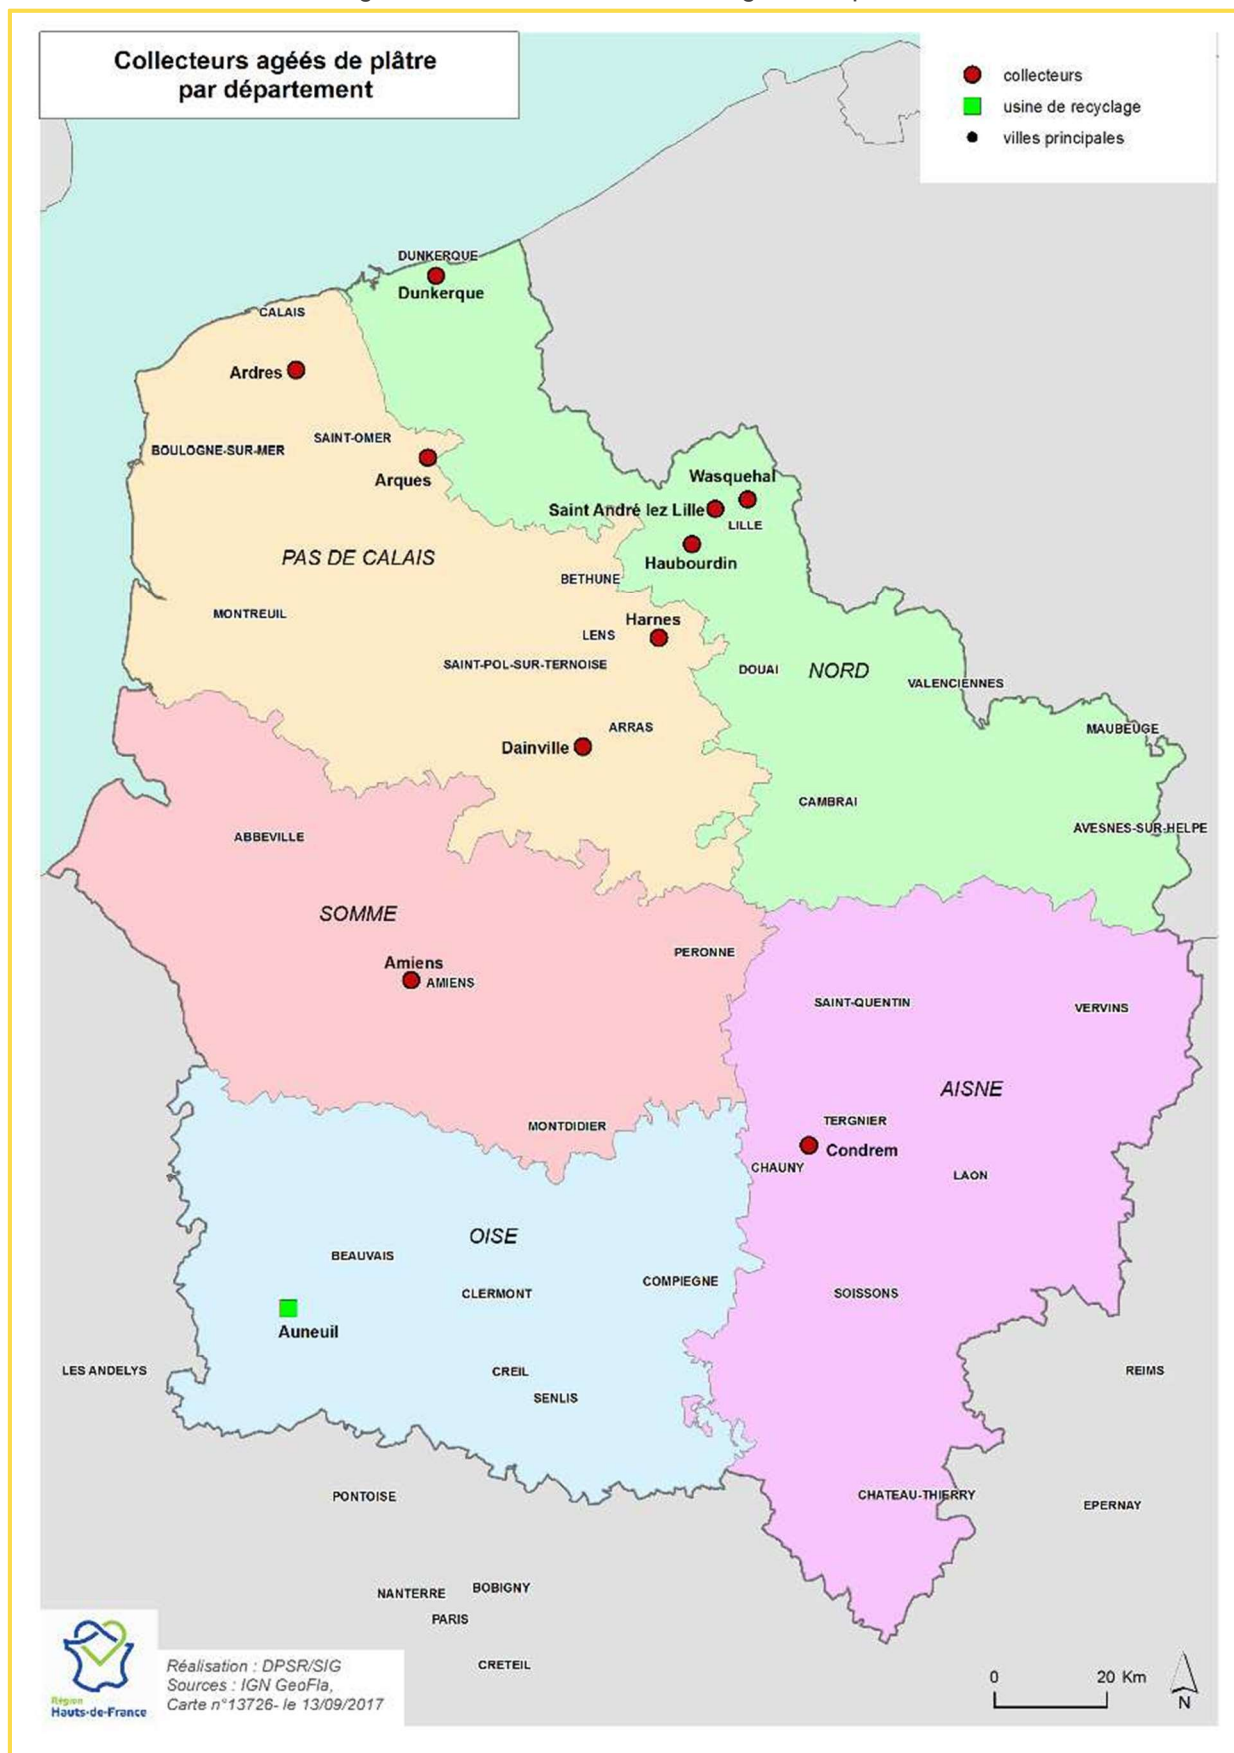 Collecteurs agéés de plâtre
par département
collecteurs
usine de recyclage
villes principales
DUNKERQUE
Dunkerque
CALAIS
Ardres
SAINT-OMER
BOULOGNE-SUR-MER
Arques
Wasquehal
Saint André lez Lille
LILLE
PAS DE CALAIS
Haubourdin
BETHUNE
MONTREUIL
Harnes
LENS
SAINT-POL-SUR-TERNOISE
DOUAI
NORD
VALENCIENNES
ARRAS
MAUBEUGE
Dainville
CAMBRAI
ABBEVILLE
AVESNES-SUR-HELPE
SOMME
PERONNE
Amiens
AMIENS
SAINT-QUENTIN
VERVINS
AISNE
MONTDIDIER
TERGNIER
Condrem
CHAUNY
LAON
OISE
BEAUVAIS
COMPIEGNE
CLERMONT
SOISSONS
Auneuil
LES ANDELYS
CREIL
REIMS
SENLIS
PONTOISE
CHATEAU-THIERRY
EPERNAY
NANTERRE
BOBIGNY
PARIS
CRETEIL
Région
Hauts-de-France
Réalisation : DPSR/SIG
Sources : IGN GeoFla,
Carte n°13726- le 13/09/2017
0 20 Km
N